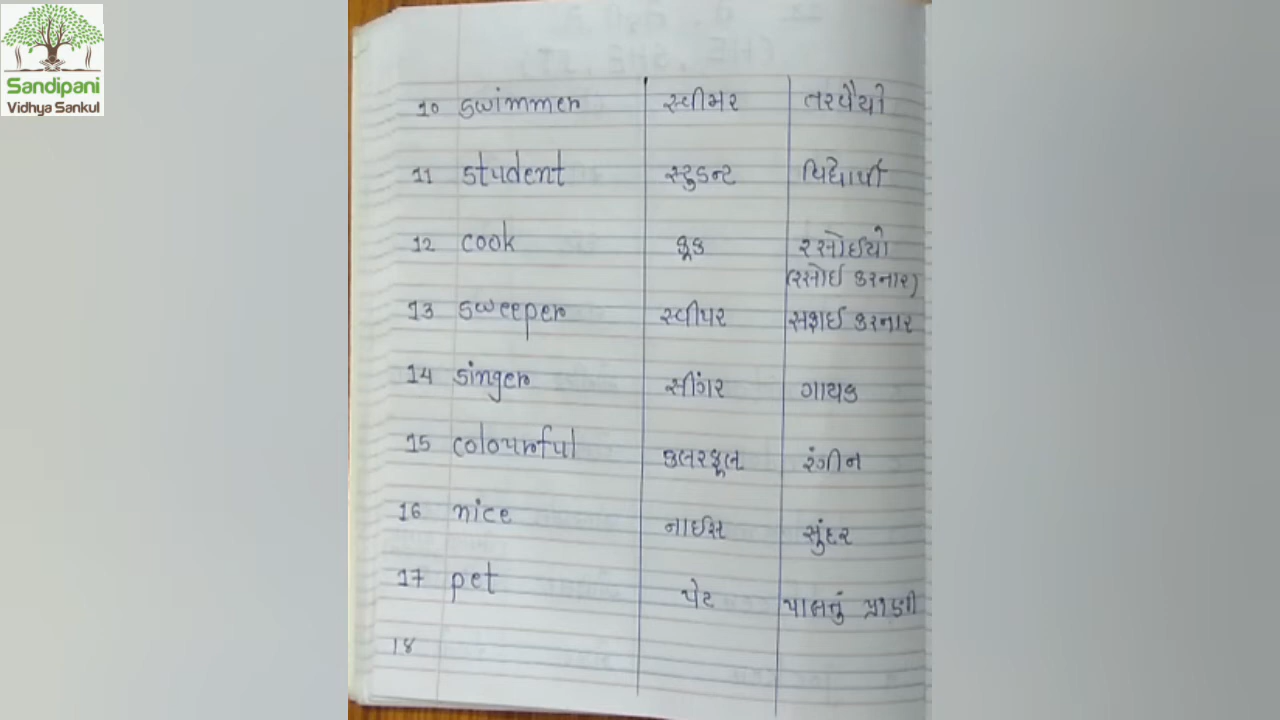 Sandipani
Vidhya Sankul
10 swimmer સ્વીમર તરવૈયો
11 student સ્ટુડન્ટ વિદ્યાર્થી
12 cook કૂક રસોઈયો
(રસોઈ કરનાર)
13 sweeper સ્વીપર સફાઈ કરનાર
14 singer સીંગર ગાયક
15 colourful કલરફૂલ રંગીન
16 nice નાઈસ સુંદર
17 pet પેટ પાલતું પ્રાણી
18